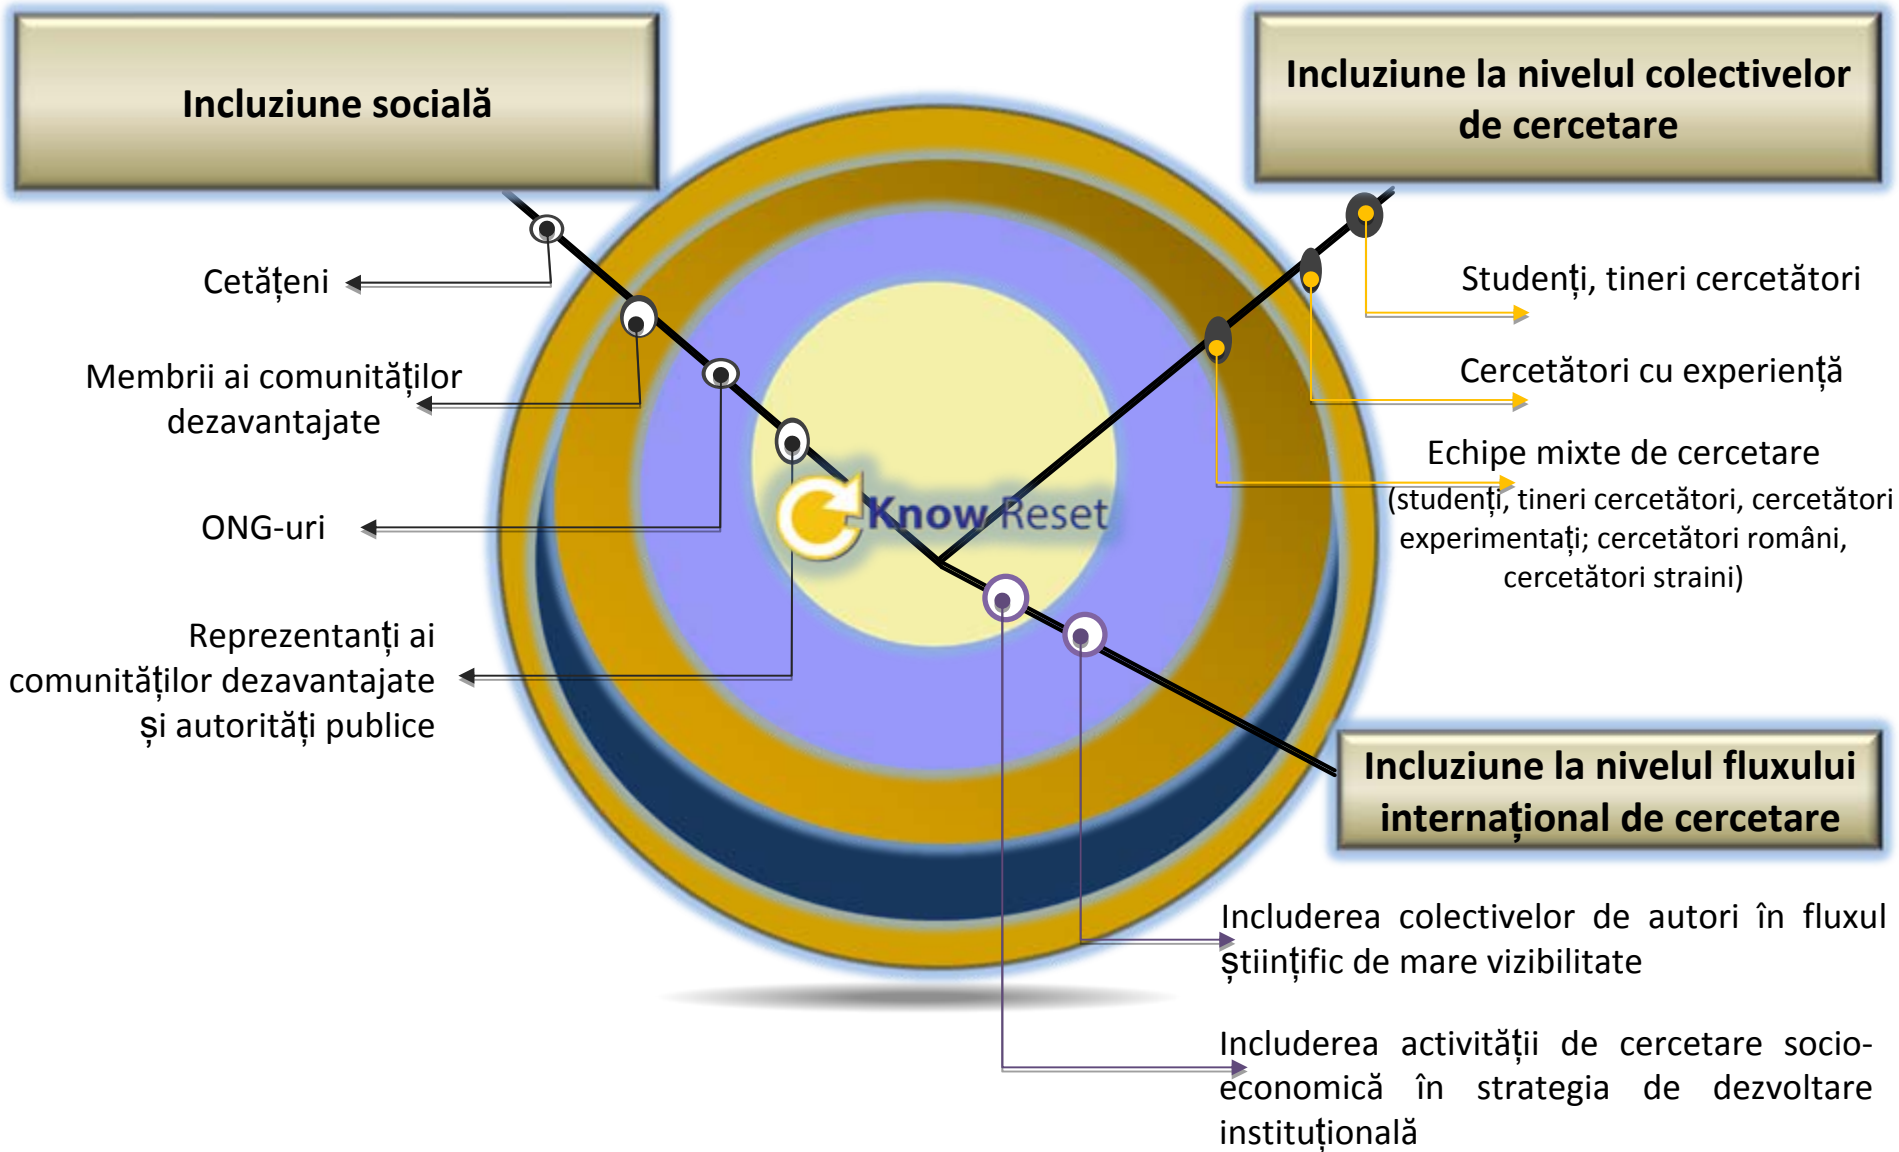 Incluziune socială
Incluziune la nivelul colectivelor
de cercetare
Cetățeni
Membrii ai comunităților
dezavantajate
ONG-uri
Reprezentanți ai
comunităților dezavantajate
și autorități publice
Know Reset
Studenți, tineri cercetători
Cercetători cu experiență
Echipe mixte de cercetare
(studenți, tineri cercetători, cercetători
experimentați; cercetători români,
cercetători straini)
Incluziune la nivelul fluxului
internațional de cercetare
Includerea colectivelor de autori în fluxul
științific de mare vizibilitate
Includerea activității de cercetare socio-
economică în strategia de dezvoltare
instituțională